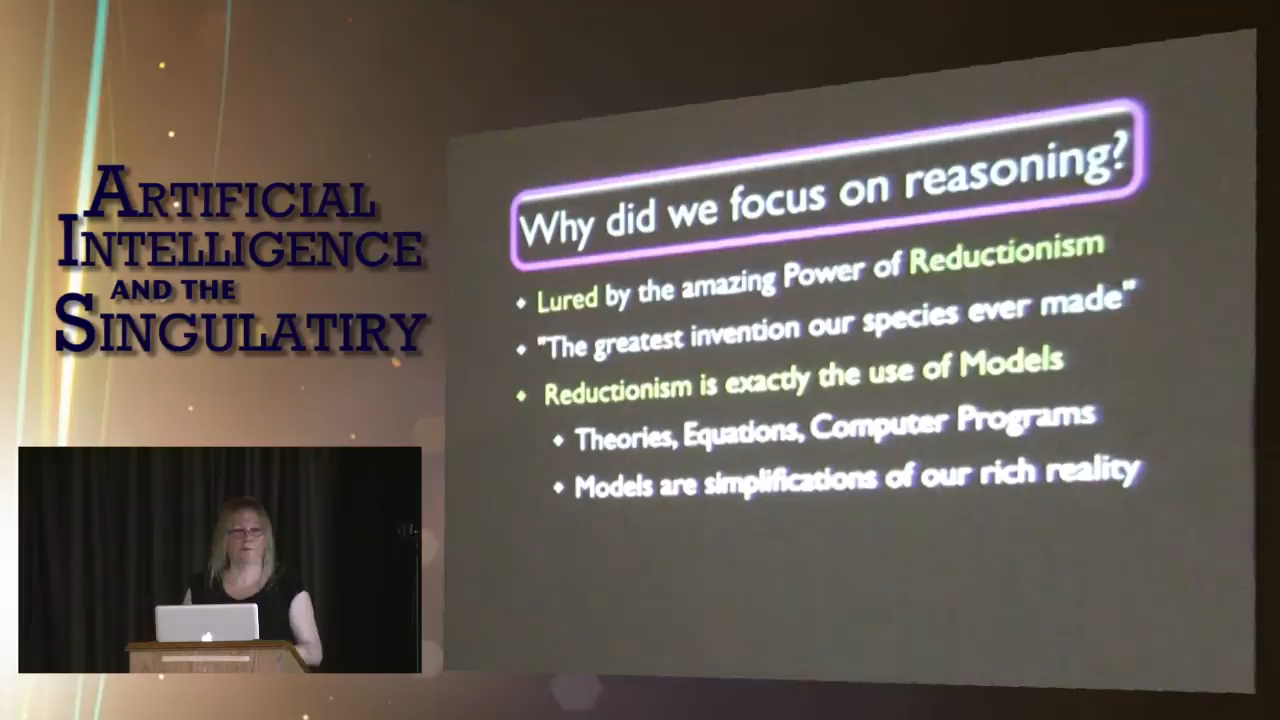 ARTIFICIAL
INTELLIGENCE
AND THE
SINGULATIRY
Why did we focus on reasoning?
• Lured by the amazing Power of Reductionism
• "The greatest invention our species ever made"
• Reductionism is exactly the use of Models
• Theories, Equations, Computer Programs
• Models are simplifications of our rich reality